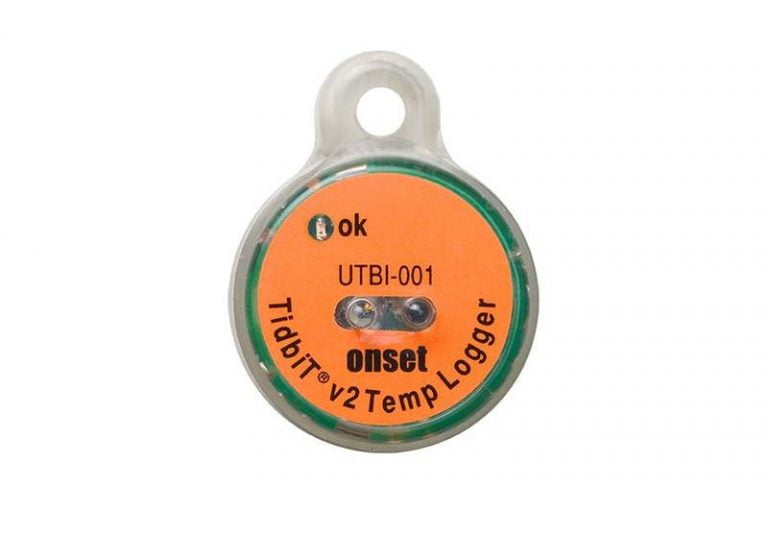 ok
UTBI-001
onset
TidbiT® v2 Temp Logger